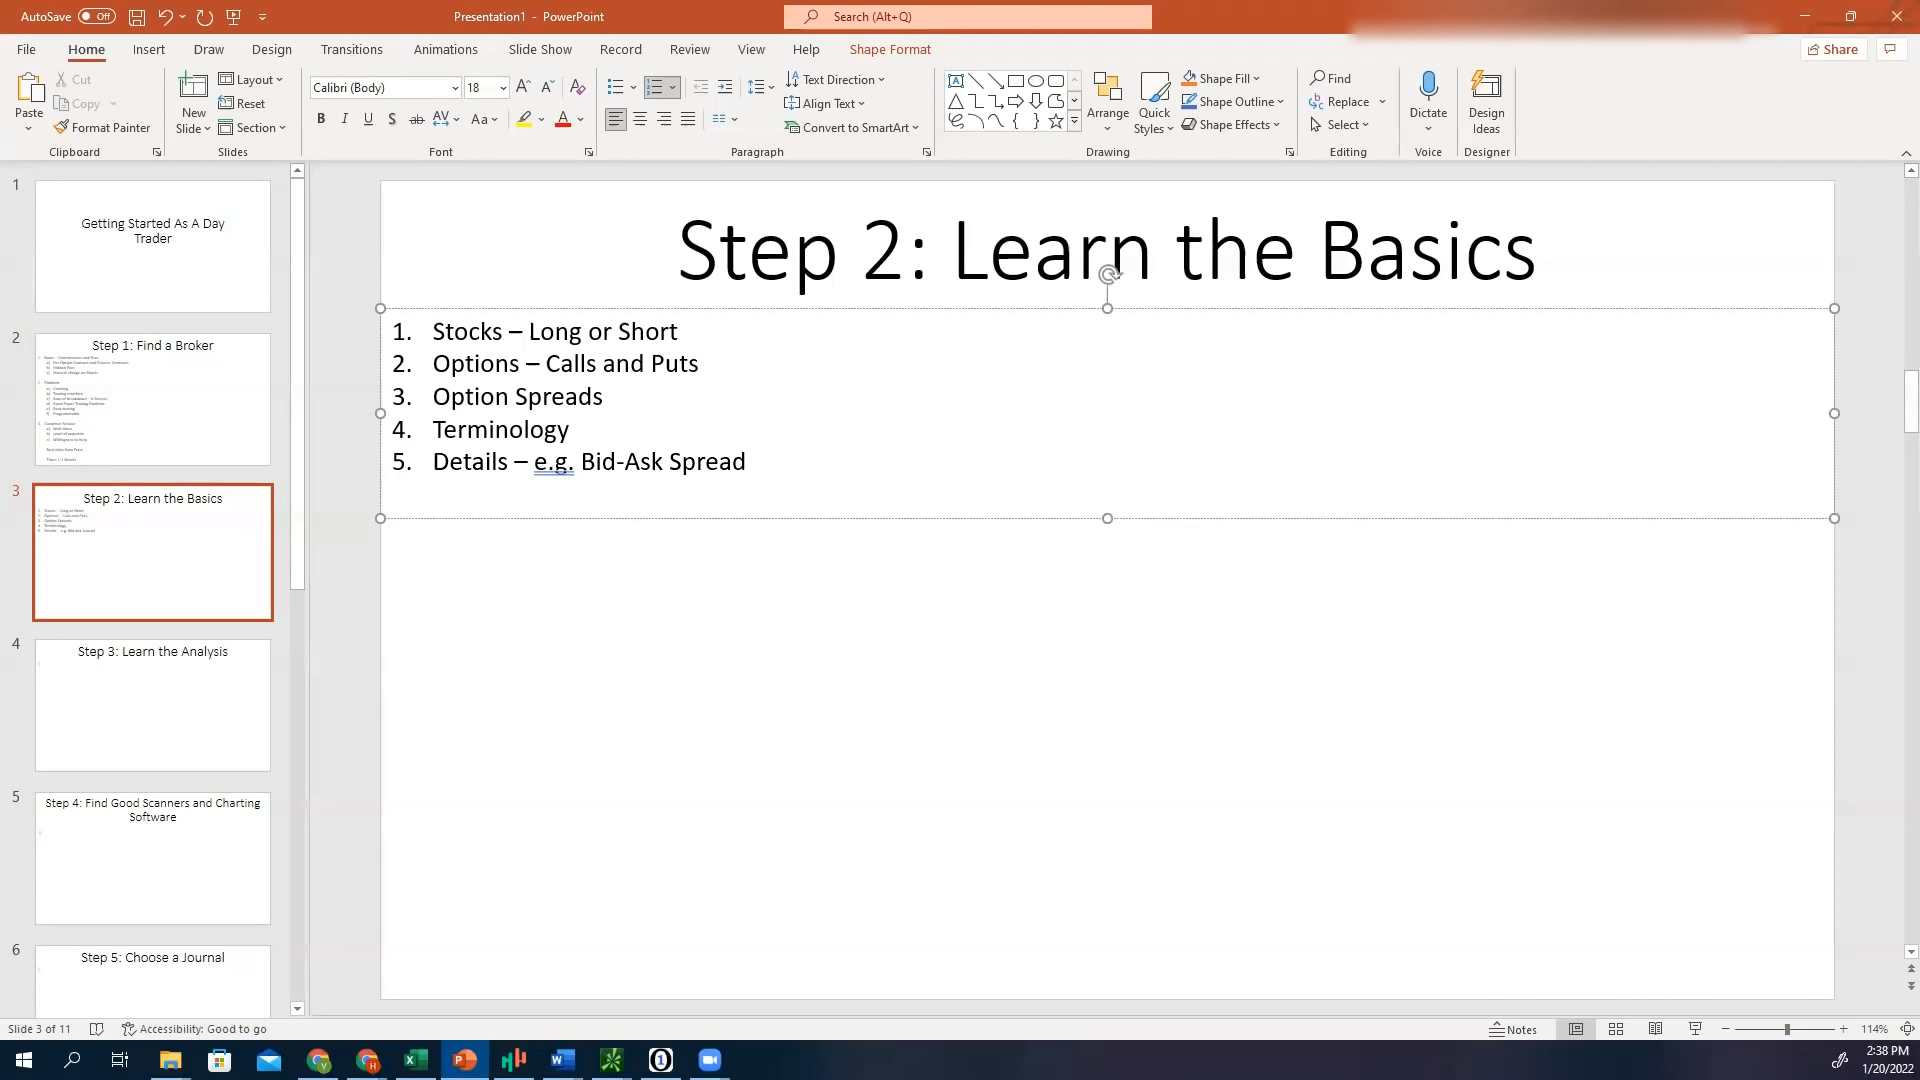 AutoSave Off
Presentation1 - PowerPoint
Search (Alt+Q)
File Home Insert Draw Design Transitions Animations Slide Show Record Review View Help Shape Format
Share
Paste
Cut
Copy
Format Painter
Clipboard
New Slide
Layout
Reset
Section
Slides
Calibri (Body) 18
Font
Text Direction
Align Text
Convert to SmartArt
Paragraph
Arrange
Quick Styles
Shape Fill
Shape Outline
Shape Effects
Drawing
Find
Replace
Select
Editing
Dictate
Voice
Design Ideas
Designer
1
Getting Started As A Day
Trader
2
Step 1: Find a Broker
3
Step 2: Learn the Basics
4
Step 3: Learn the Analysis
5
Step 4: Find Good Scanners and Charting
Software
6
Step 5: Choose a Journal
Step 2: Learn the Basics
1. Stocks – Long or Short
2. Options – Calls and Puts
3. Option Spreads
4. Terminology
5. Details – e.g. Bid-Ask Spread
Slide 3 of 11 Accessibility: Good to go
Notes
114%
2:38 PM
1/20/2022